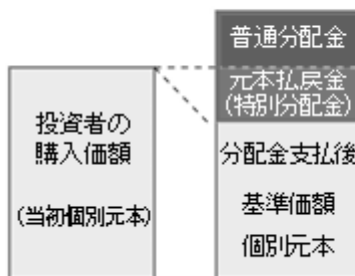 投資者の
購入価額
(当初個別元本)
普通分配金
元本払戻金
(特別分配金)
分配金支払後
基準価額
個別元本